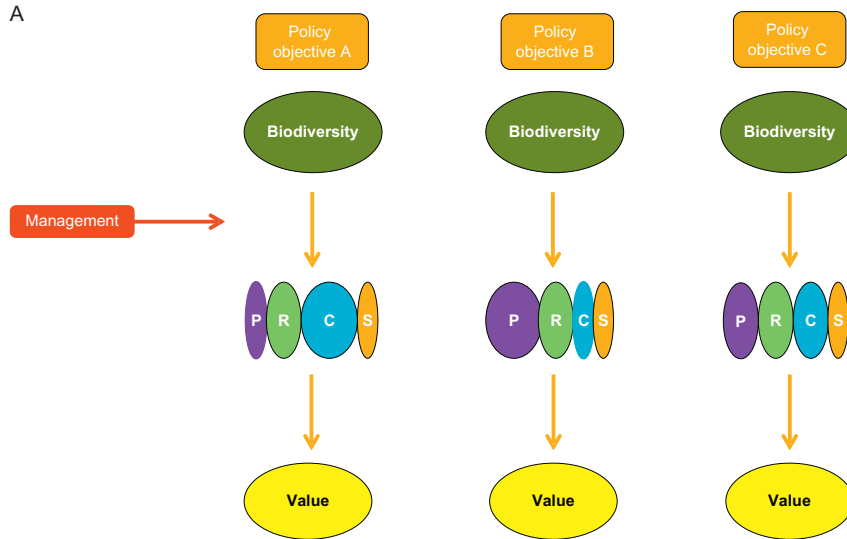 A
Policy
objective A
Policy
objective B
Policy
objective C
Biodiversity
Biodiversity
Biodiversity
Management
P R C S
P R C S
P R C S
Value
Value
Value